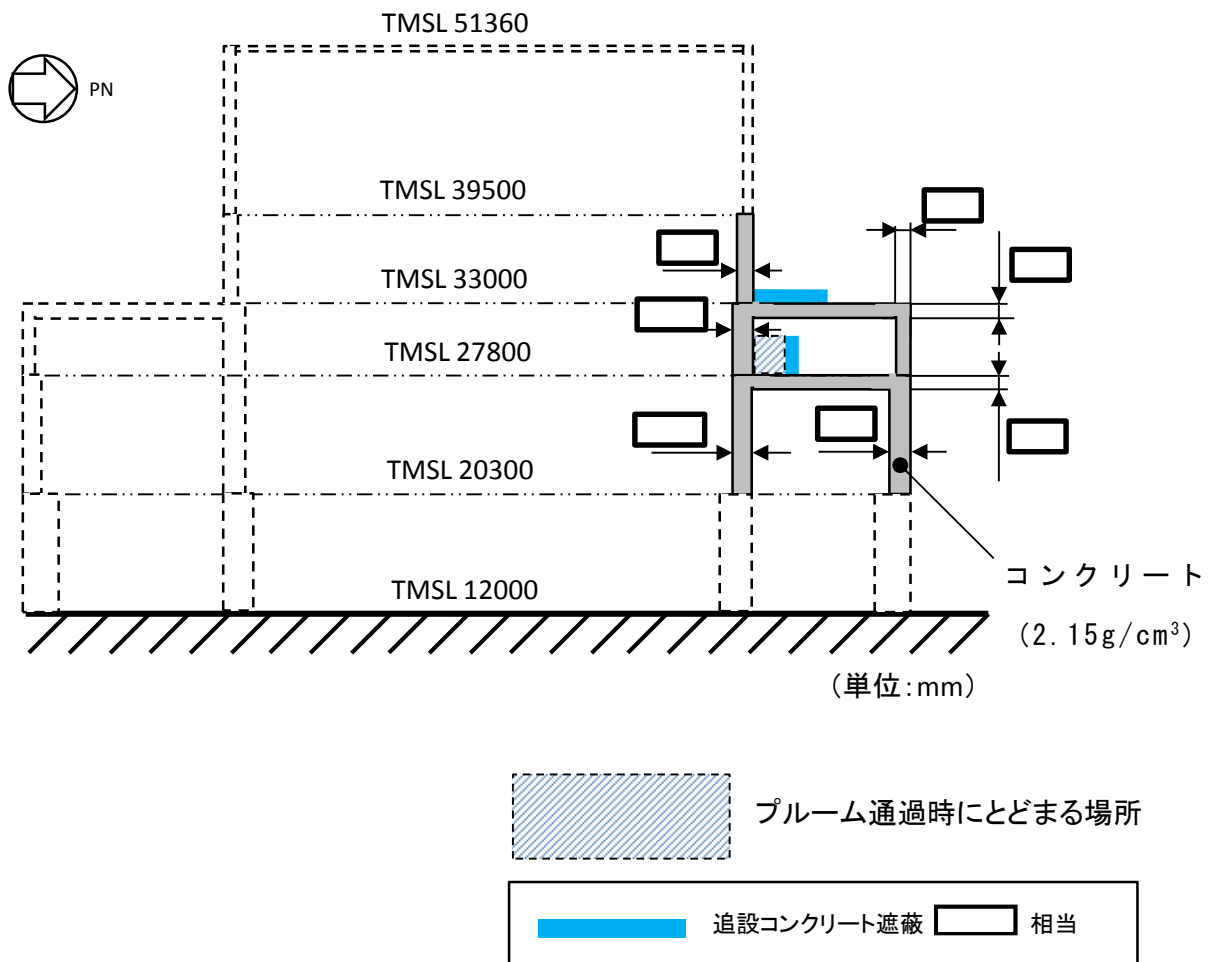 TMSL 51360
PN
TMSL 39500
TMSL 33000
TMSL 27800
TMSL 20300
TMSL 12000
コンクリート
(2.15g/cm³)
(単位:mm)
プルーム通過時にとどまる場所
追設コンクリート遮蔽 相当